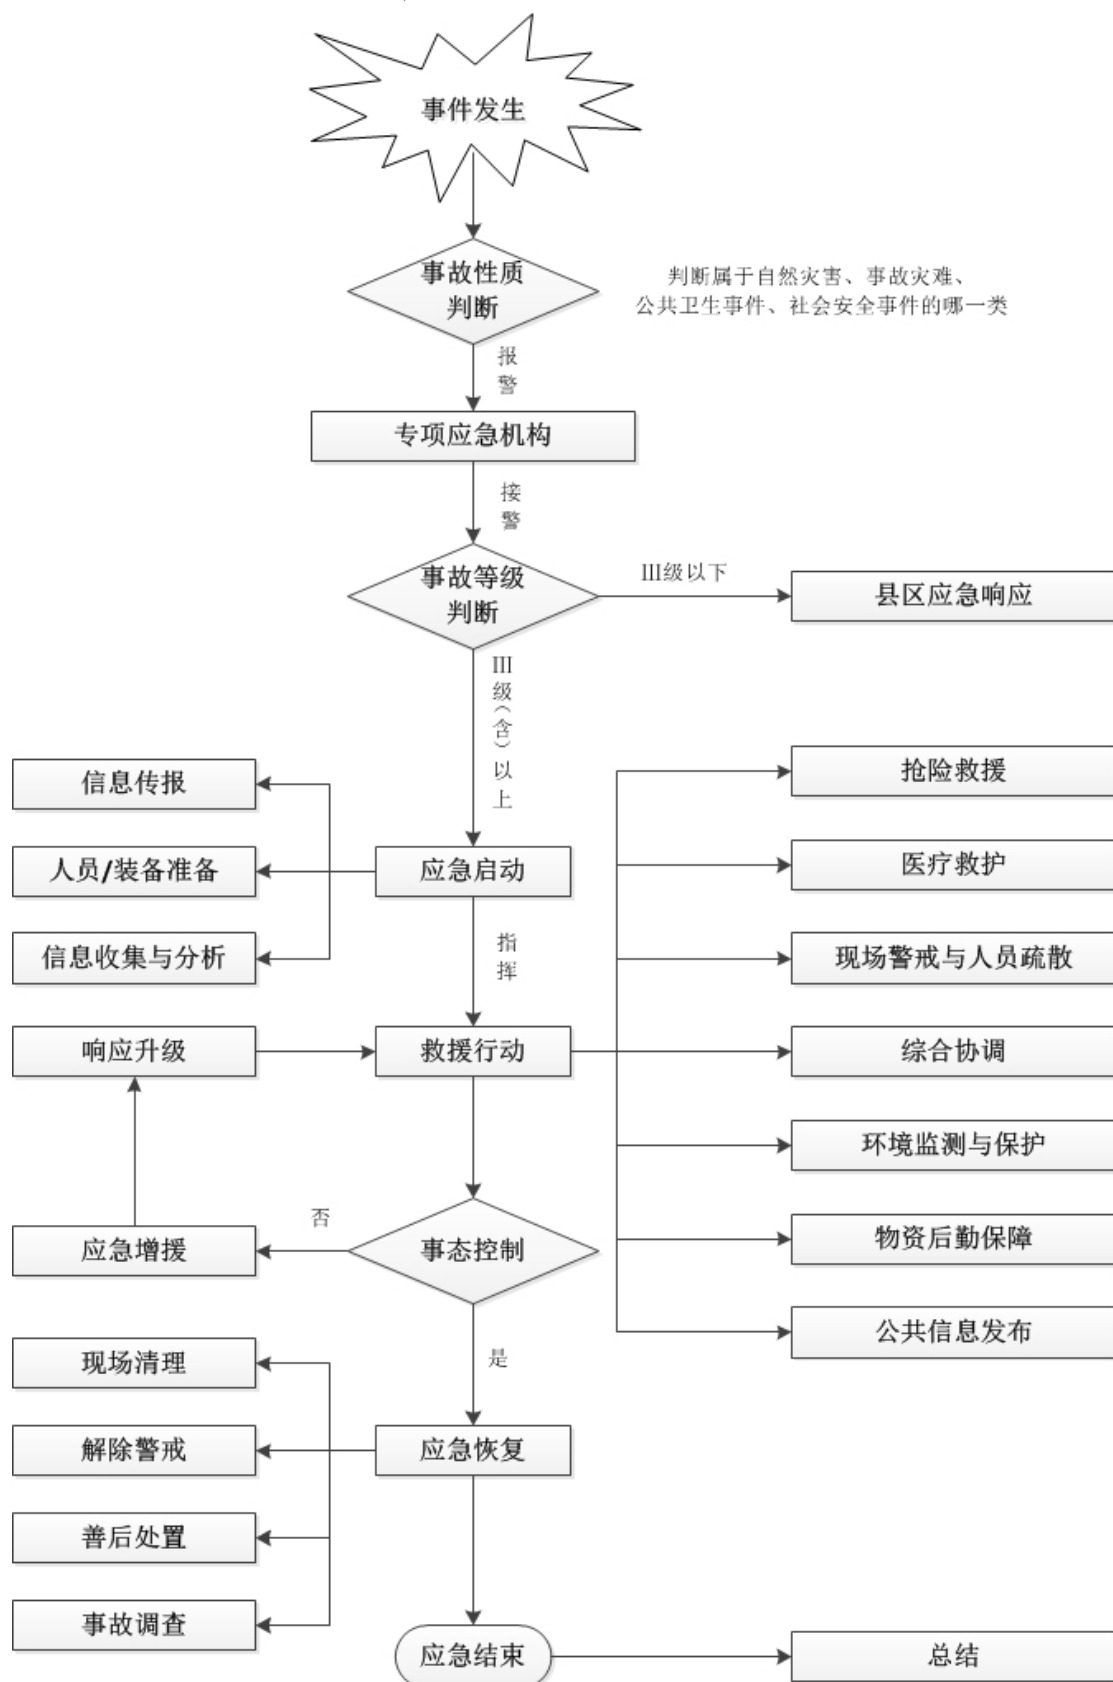 事件发生
事故性质
判断
判断属于自然灾害、事故灾难、
公共卫生事件、社会安全事件的哪一类
报警
专项应急机构
接警
事故等级
判断
III级以下
县区应急响应
III级(含)以上
信息传报
抢险救援
人员/装备准备
应急启动
医疗救护
信息收集与分析
指挥
现场警戒与人员疏散
响应升级
救援行动
综合协调
环境监测与保护
否
应急增援
事态控制
物资后勤保障
公共信息发布
现场清理
是
解除警戒
应急恢复
善后处置
事故调查
应急结束
总结